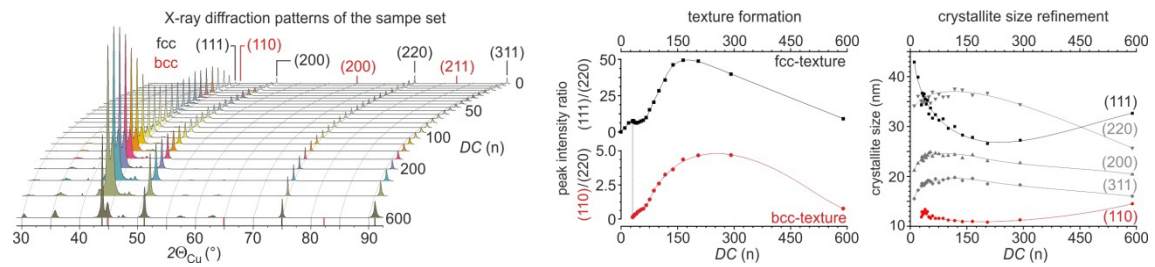 X-ray diffraction patterns of the sampe set
fcc
bcc
(111)
(110)
(200)
(200)
(220)
(211)
(311)
0
50
100
200
600
DC (n)
30 40 50 60 70 80 90
2ΘCu (°)
texture formation
0 150 300 450 600
fcc-texture
50
25
0
5.0
2.5
0
peak intensity ratio
(111)/(220)
(110)/(220)
bcc-texture
0 150 300 450 600
DC (n)
crystallite size refinement
0 150 300 450 600
40
30
20
10
crystallite size (nm)
(111)
(220)
(200)
(311)
(110)
0 150 300 450 600
DC (n)